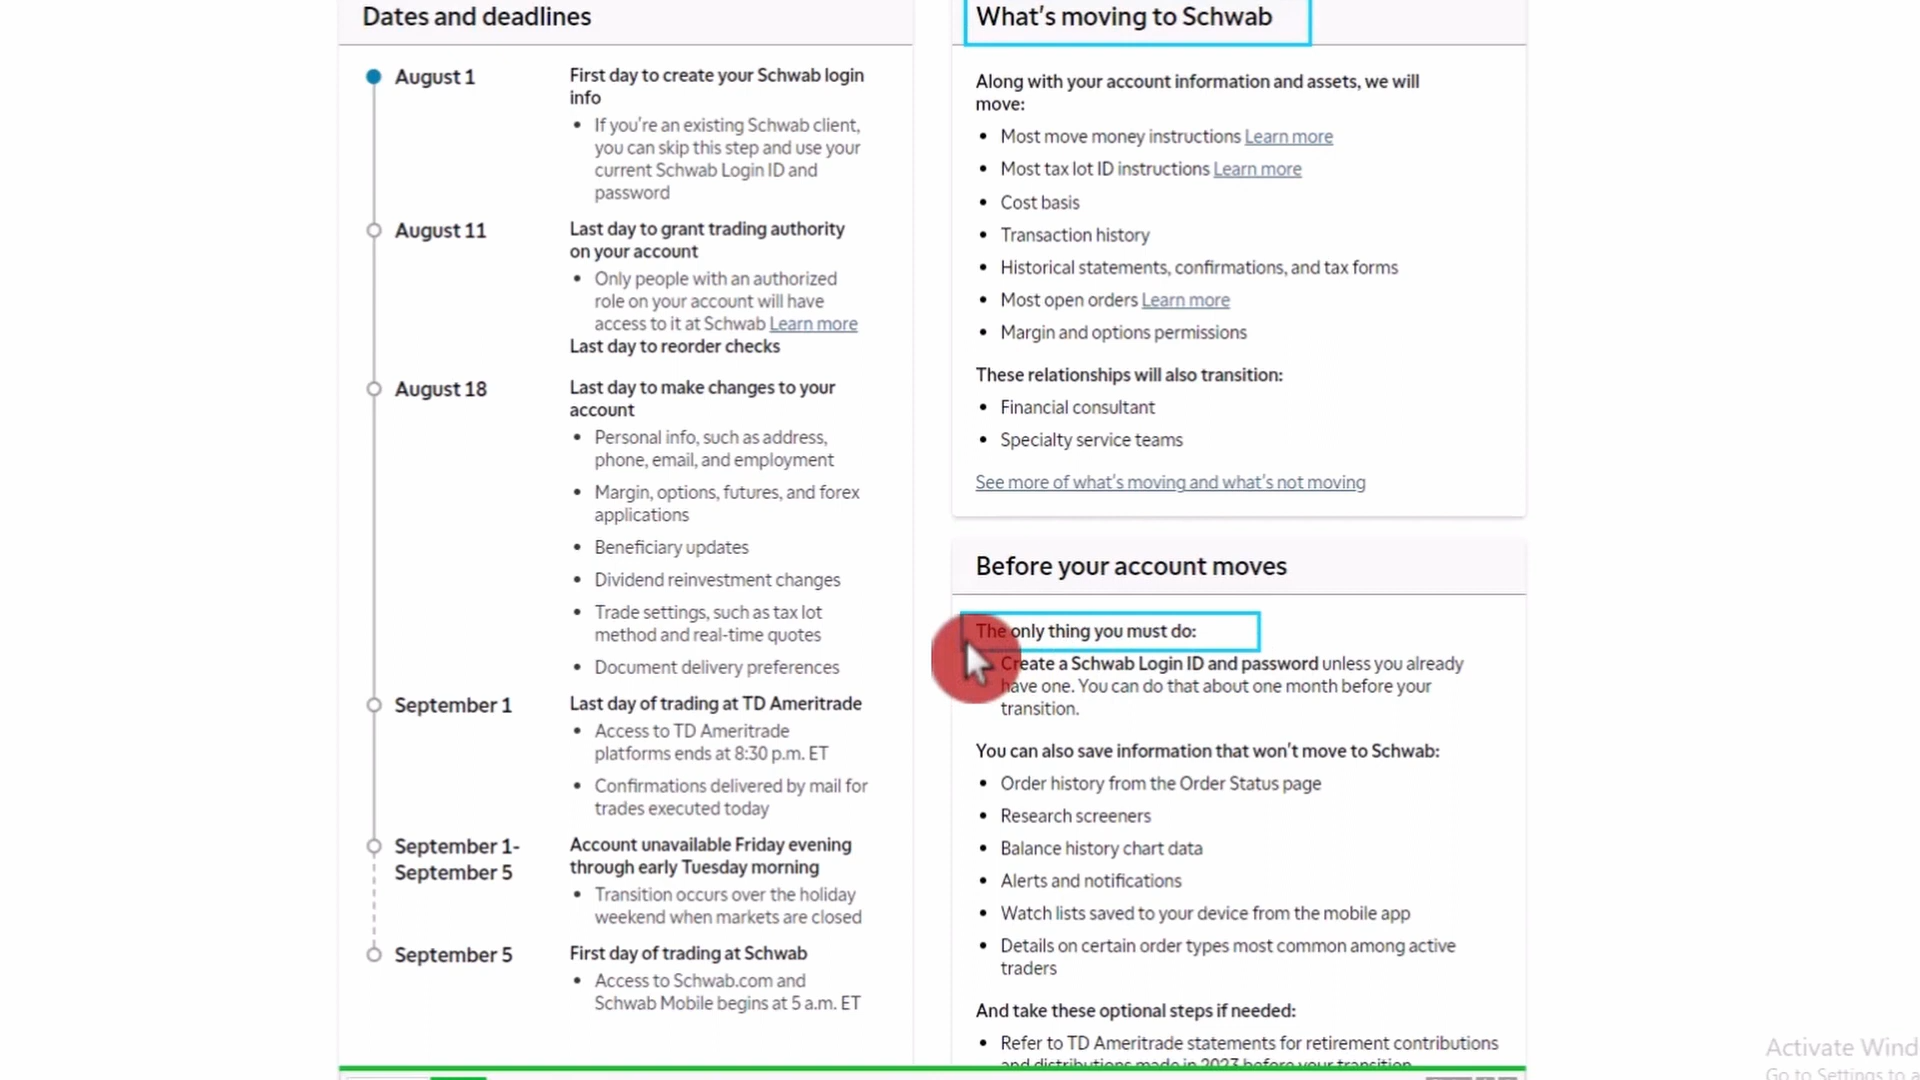 Dates and deadlines
August 1
First day to create your Schwab login
info
• If you're an existing Schwab client,
you can skip this step and use your
current Schwab Login ID and
password
August 11
Last day to grant trading authority
on your account
• Only people with an authorized
role on your account will have
access to it at Schwab Learn more
Last day to reorder checks
August 18
Last day to make changes to your
account
• Personal info, such as address,
phone, email, and employment
• Margin, options, futures, and forex
applications
• Beneficiary updates
• Dividend reinvestment changes
• Trade settings, such as tax lot
method and real-time quotes
• Document delivery preferences
September 1
Last day of trading at TD Ameritrade
• Access to TD Ameritrade
platforms ends at 8:30 p.m. ET
• Confirmations delivered by mail for
trades executed today
September 1-
September 5
Account unavailable Friday evening
through early Tuesday morning
• Transition occurs over the holiday
weekend when markets are closed
September 5
First day of trading at Schwab
• Access to Schwab.com and
Schwab Mobile begins at 5 a.m. ET
What's moving to Schwab
Along with your account information and assets, we will
move:
• Most move money instructions Learn more
• Most tax lot ID instructions Learn more
• Cost basis
• Transaction history
• Historical statements, confirmations, and tax forms
• Most open orders Learn more
• Margin and options permissions
These relationships will also transition:
• Financial consultant
• Specialty service teams
See more of what's moving and what's not moving
Before your account moves
The only thing you must do:
Create a Schwab Login ID and password unless you already
have one. You can do that about one month before your
transition.
You can also save information that won't move to Schwab:
• Order history from the Order Status page
• Research screeners
• Balance history chart data
• Alerts and notifications
• Watch lists saved to your device from the mobile app
• Details on certain order types most common among active
traders
And take these optional steps if needed:
• Refer to TD Ameritrade statements for retirement contributions
and distributions made in 2023 before your transition
Activate Wind
Go to Settings to a